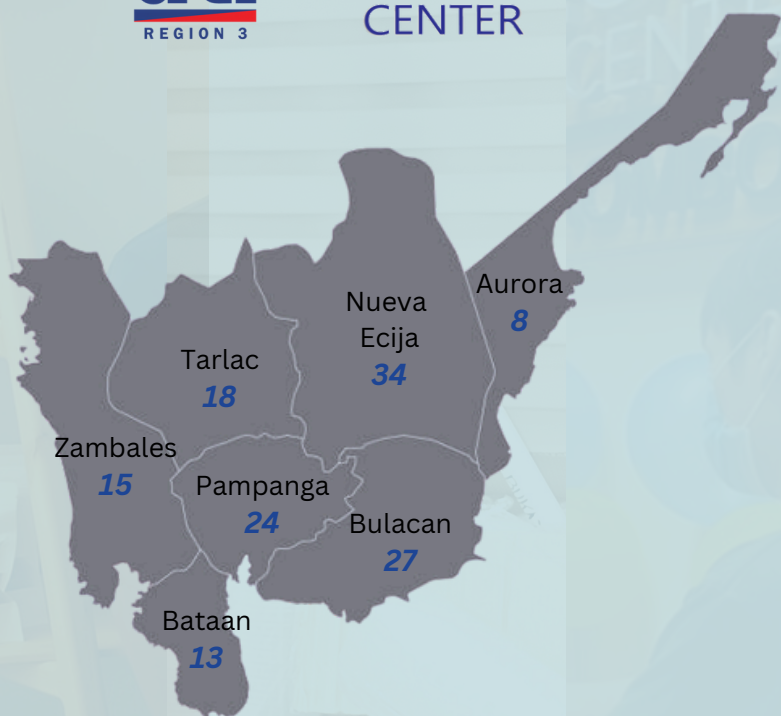 REGION 3
CENTER
Aurora
8
Nueva
Ecija
34
Tarlac
18
Zambales
15
Pampanga
24
Bulacan
27
Bataan
13